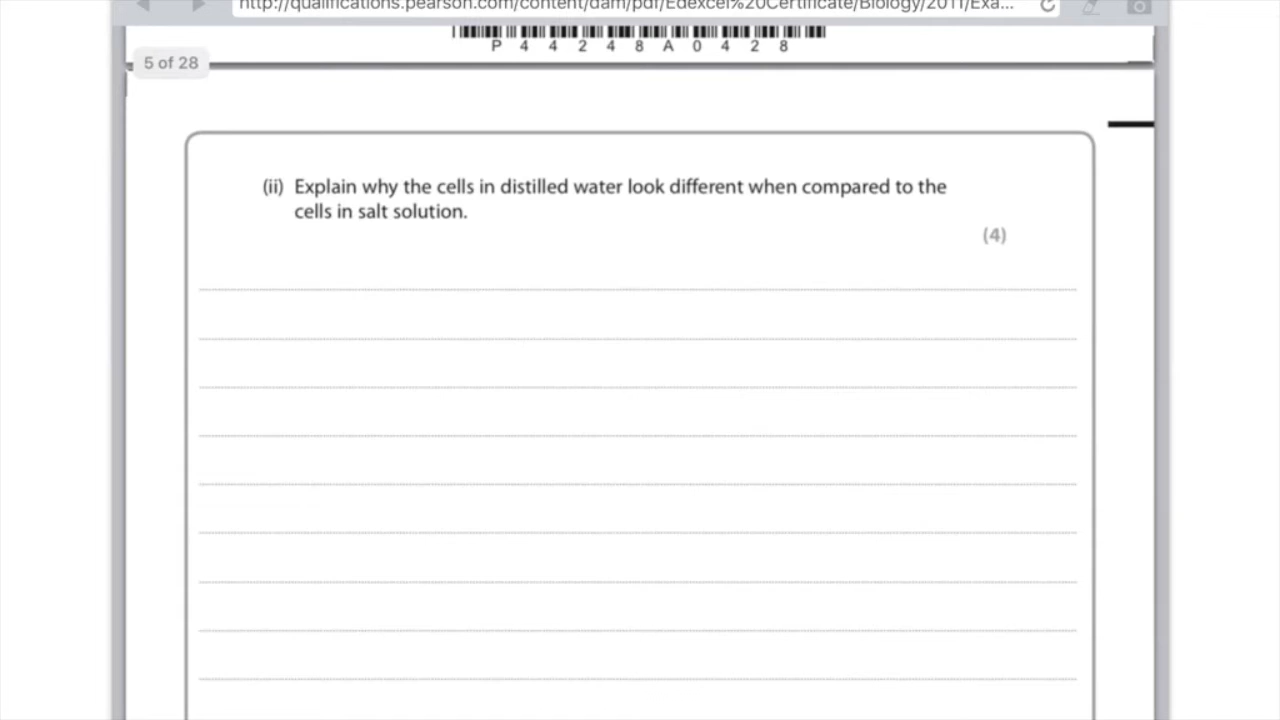 http://qualifications.pearson.com/content/dam/pdf/Edexcel%20Certificate/Biology/2011/Exa...
P 4 4 2 4 8 A 0 4 2 8
5 of 28
(ii) Explain why the cells in distilled water look different when compared to the
cells in salt solution.
(4)